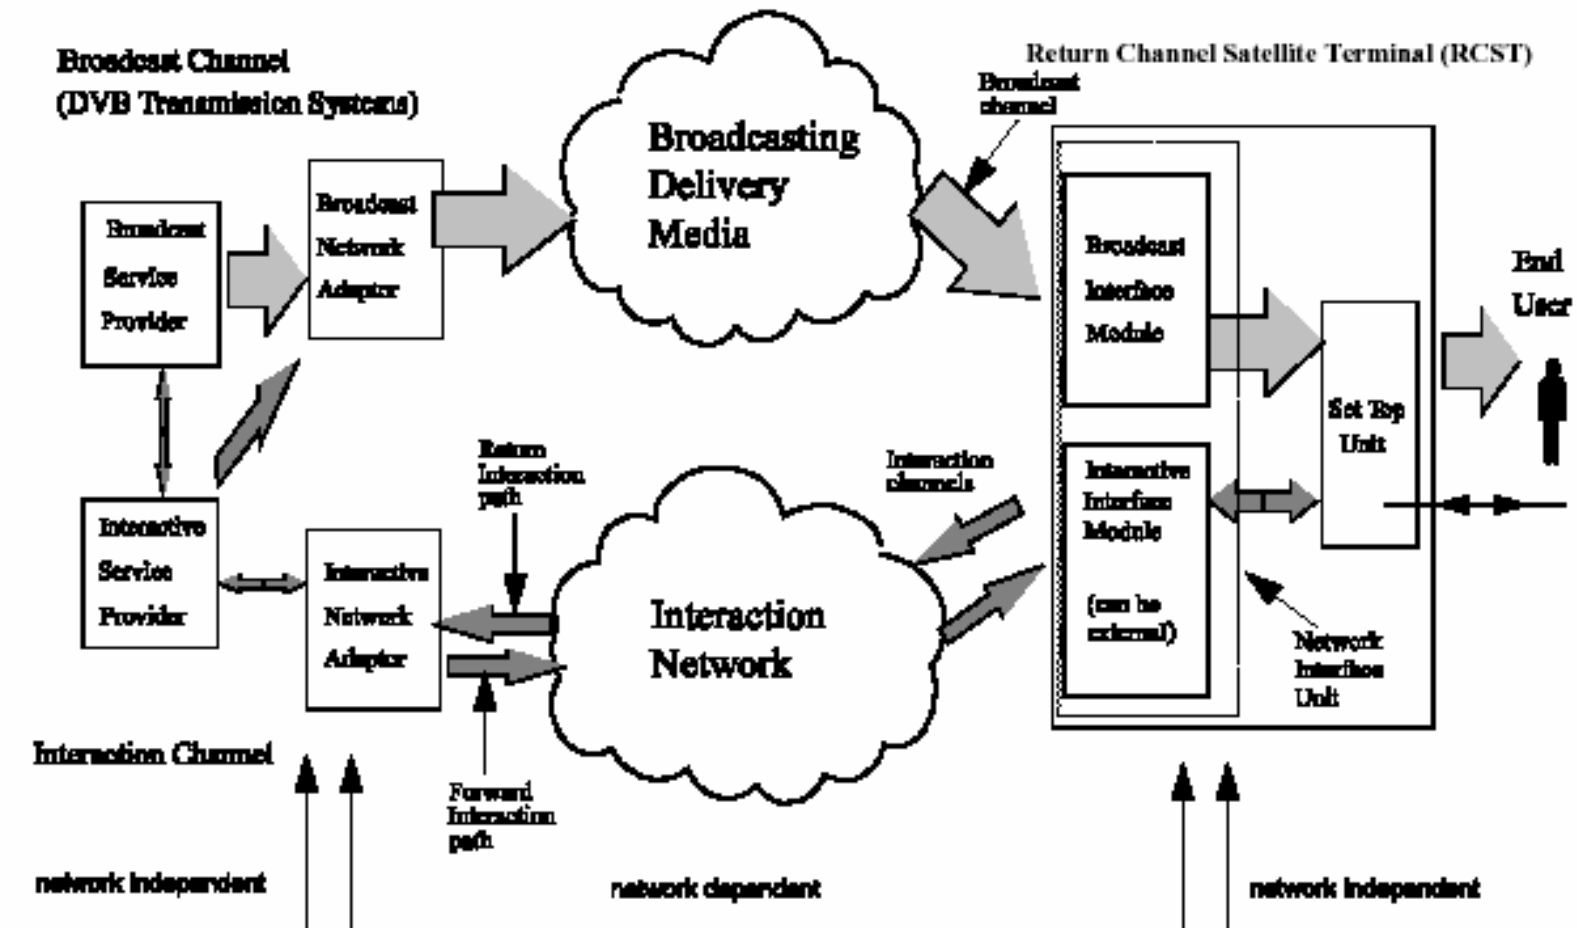 Broadcast Channel
(DVB Transmission Systems)
Return Channel Satellite Terminal (RCST)
Broadcast
channel
Broadcasting
Delivery
Media
Broadcast
Service
Provider
Broadcast
Network
Adaptor
Broadcast
Interface
Module
End
User
Set Top
Unit
Return
Interaction
path
Interaction
channels
Interactive
Service
Provider
Interactive
Network
Adaptor
Interaction
Network
Interactive
Interface
Module
(can be
external)
Network
Interface
Unit
Interaction Channel
Forward
Interaction
path
network independent
network dependent
network independent